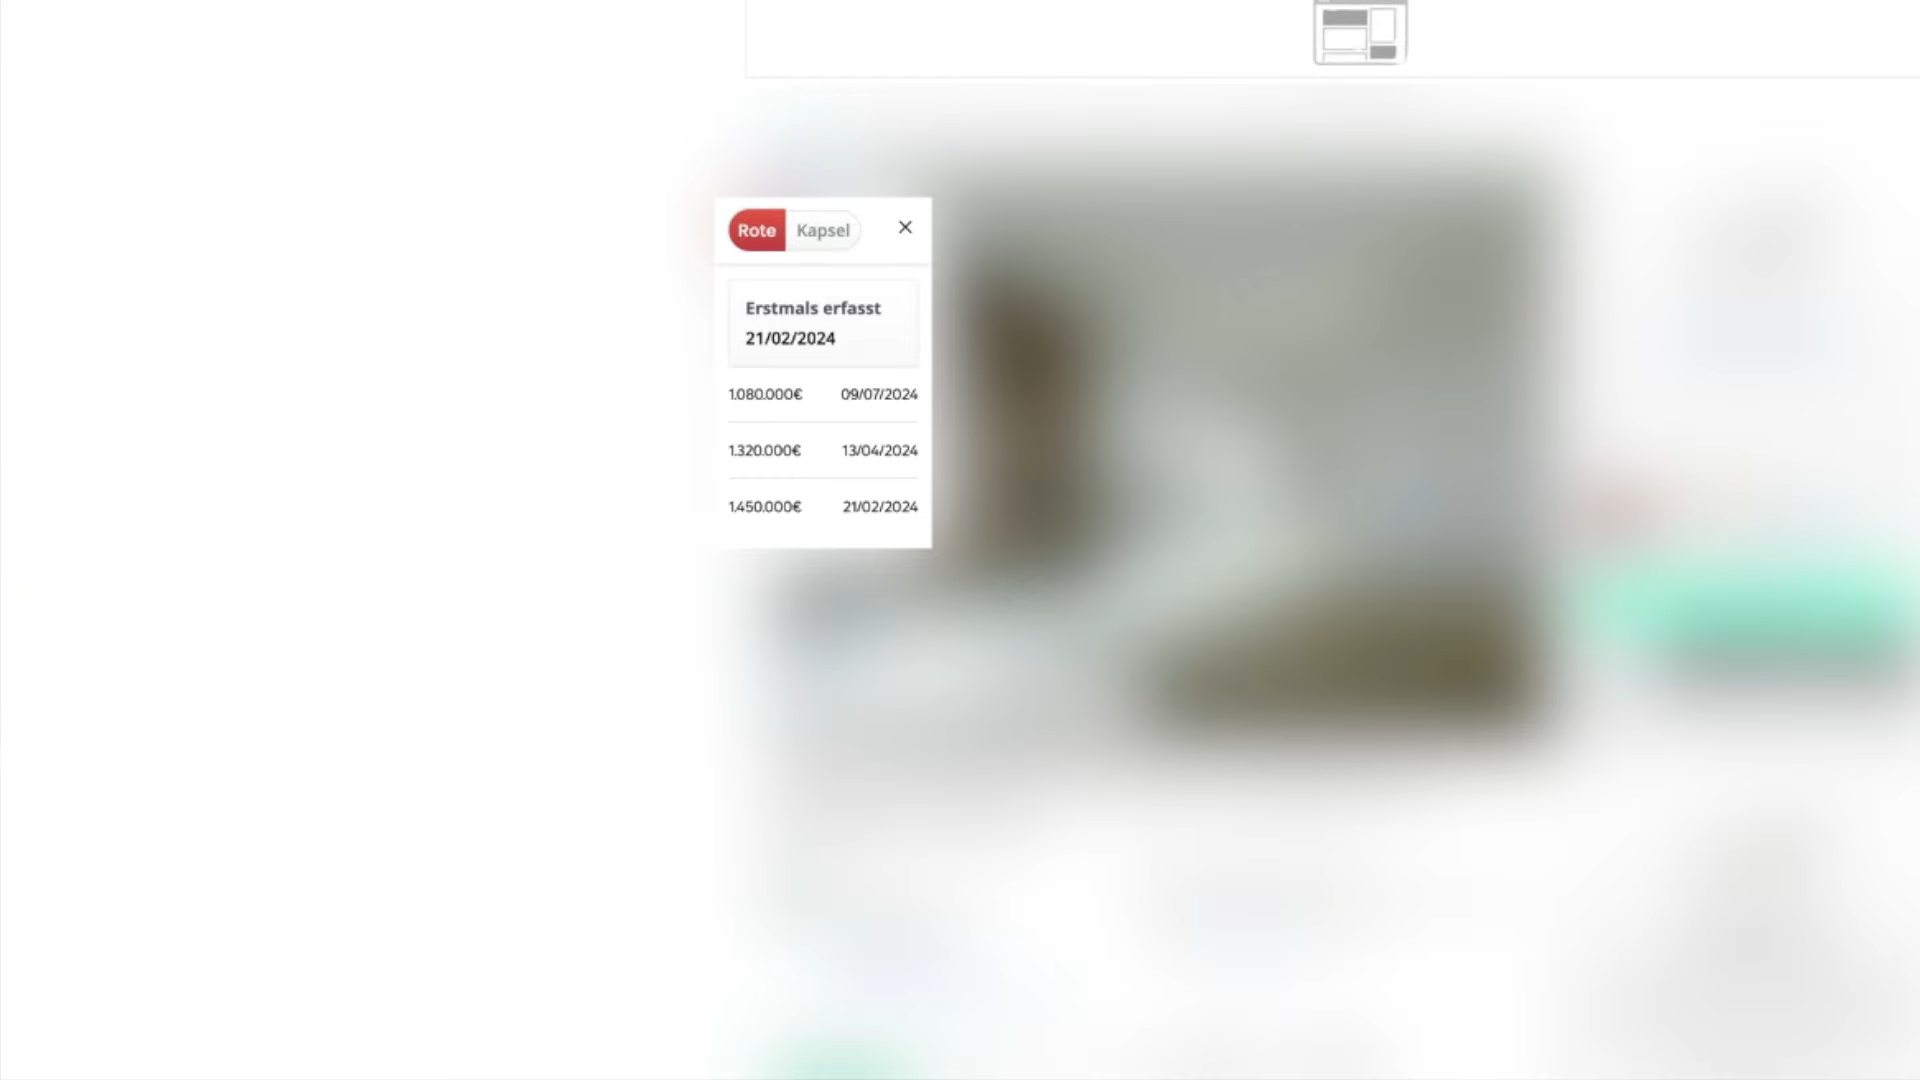 Rote Kapsel
Erstmals erfasst
21/02/2024
1.080.000€ 09/07/2024
1.320.000€ 13/04/2024
1.450.000€ 21/02/2024